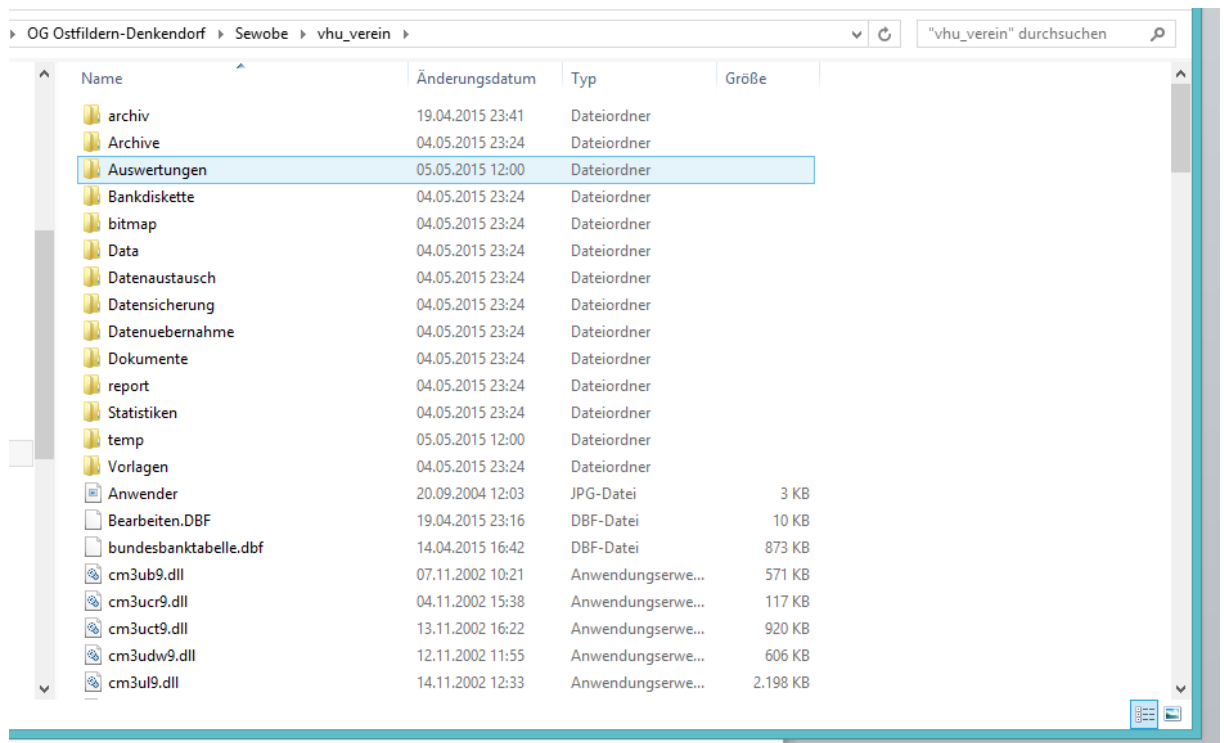 OG Ostfildern-Denkendorf Sewobe vhu_verein "vhu_verein" durchsuchen
Name Änderungsdatum Typ Größe
archiv 19.04.2015 23:41 Dateiordner
Archive 04.05.2015 23:24 Dateiordner
Auswertungen 05.05.2015 12:00 Dateiordner
Bankdiskette 04.05.2015 23:24 Dateiordner
bitmap 04.05.2015 23:24 Dateiordner
Data 04.05.2015 23:24 Dateiordner
Datenaustausch 04.05.2015 23:24 Dateiordner
Datensicherung 04.05.2015 23:24 Dateiordner
Datenuebernahme 04.05.2015 23:24 Dateiordner
Dokumente 04.05.2015 23:24 Dateiordner
report 04.05.2015 23:24 Dateiordner
Statistiken 04.05.2015 23:24 Dateiordner
temp 05.05.2015 12:00 Dateiordner
Vorlagen 04.05.2015 23:24 Dateiordner
Anwender 20.09.2004 12:03 JPG-Datei 3 KB
Bearbeiten.DBF 19.04.2015 23:16 DBF-Datei 10 KB
bundesbanktabelle.dbf 14.04.2015 16:42 DBF-Datei 873 KB
cm3ub9.dll 07.11.2002 10:21 Anwendungserwe... 571 KB
cm3ucr9.dll 04.11.2002 15:38 Anwendungserwe... 117 KB
cm3uct9.dll 13.11.2002 16:22 Anwendungserwe... 920 KB
cm3udw9.dll 12.11.2002 11:55 Anwendungserwe... 606 KB
cm3ul9.dll 14.11.2002 12:33 Anwendungserwe... 2.198 KB